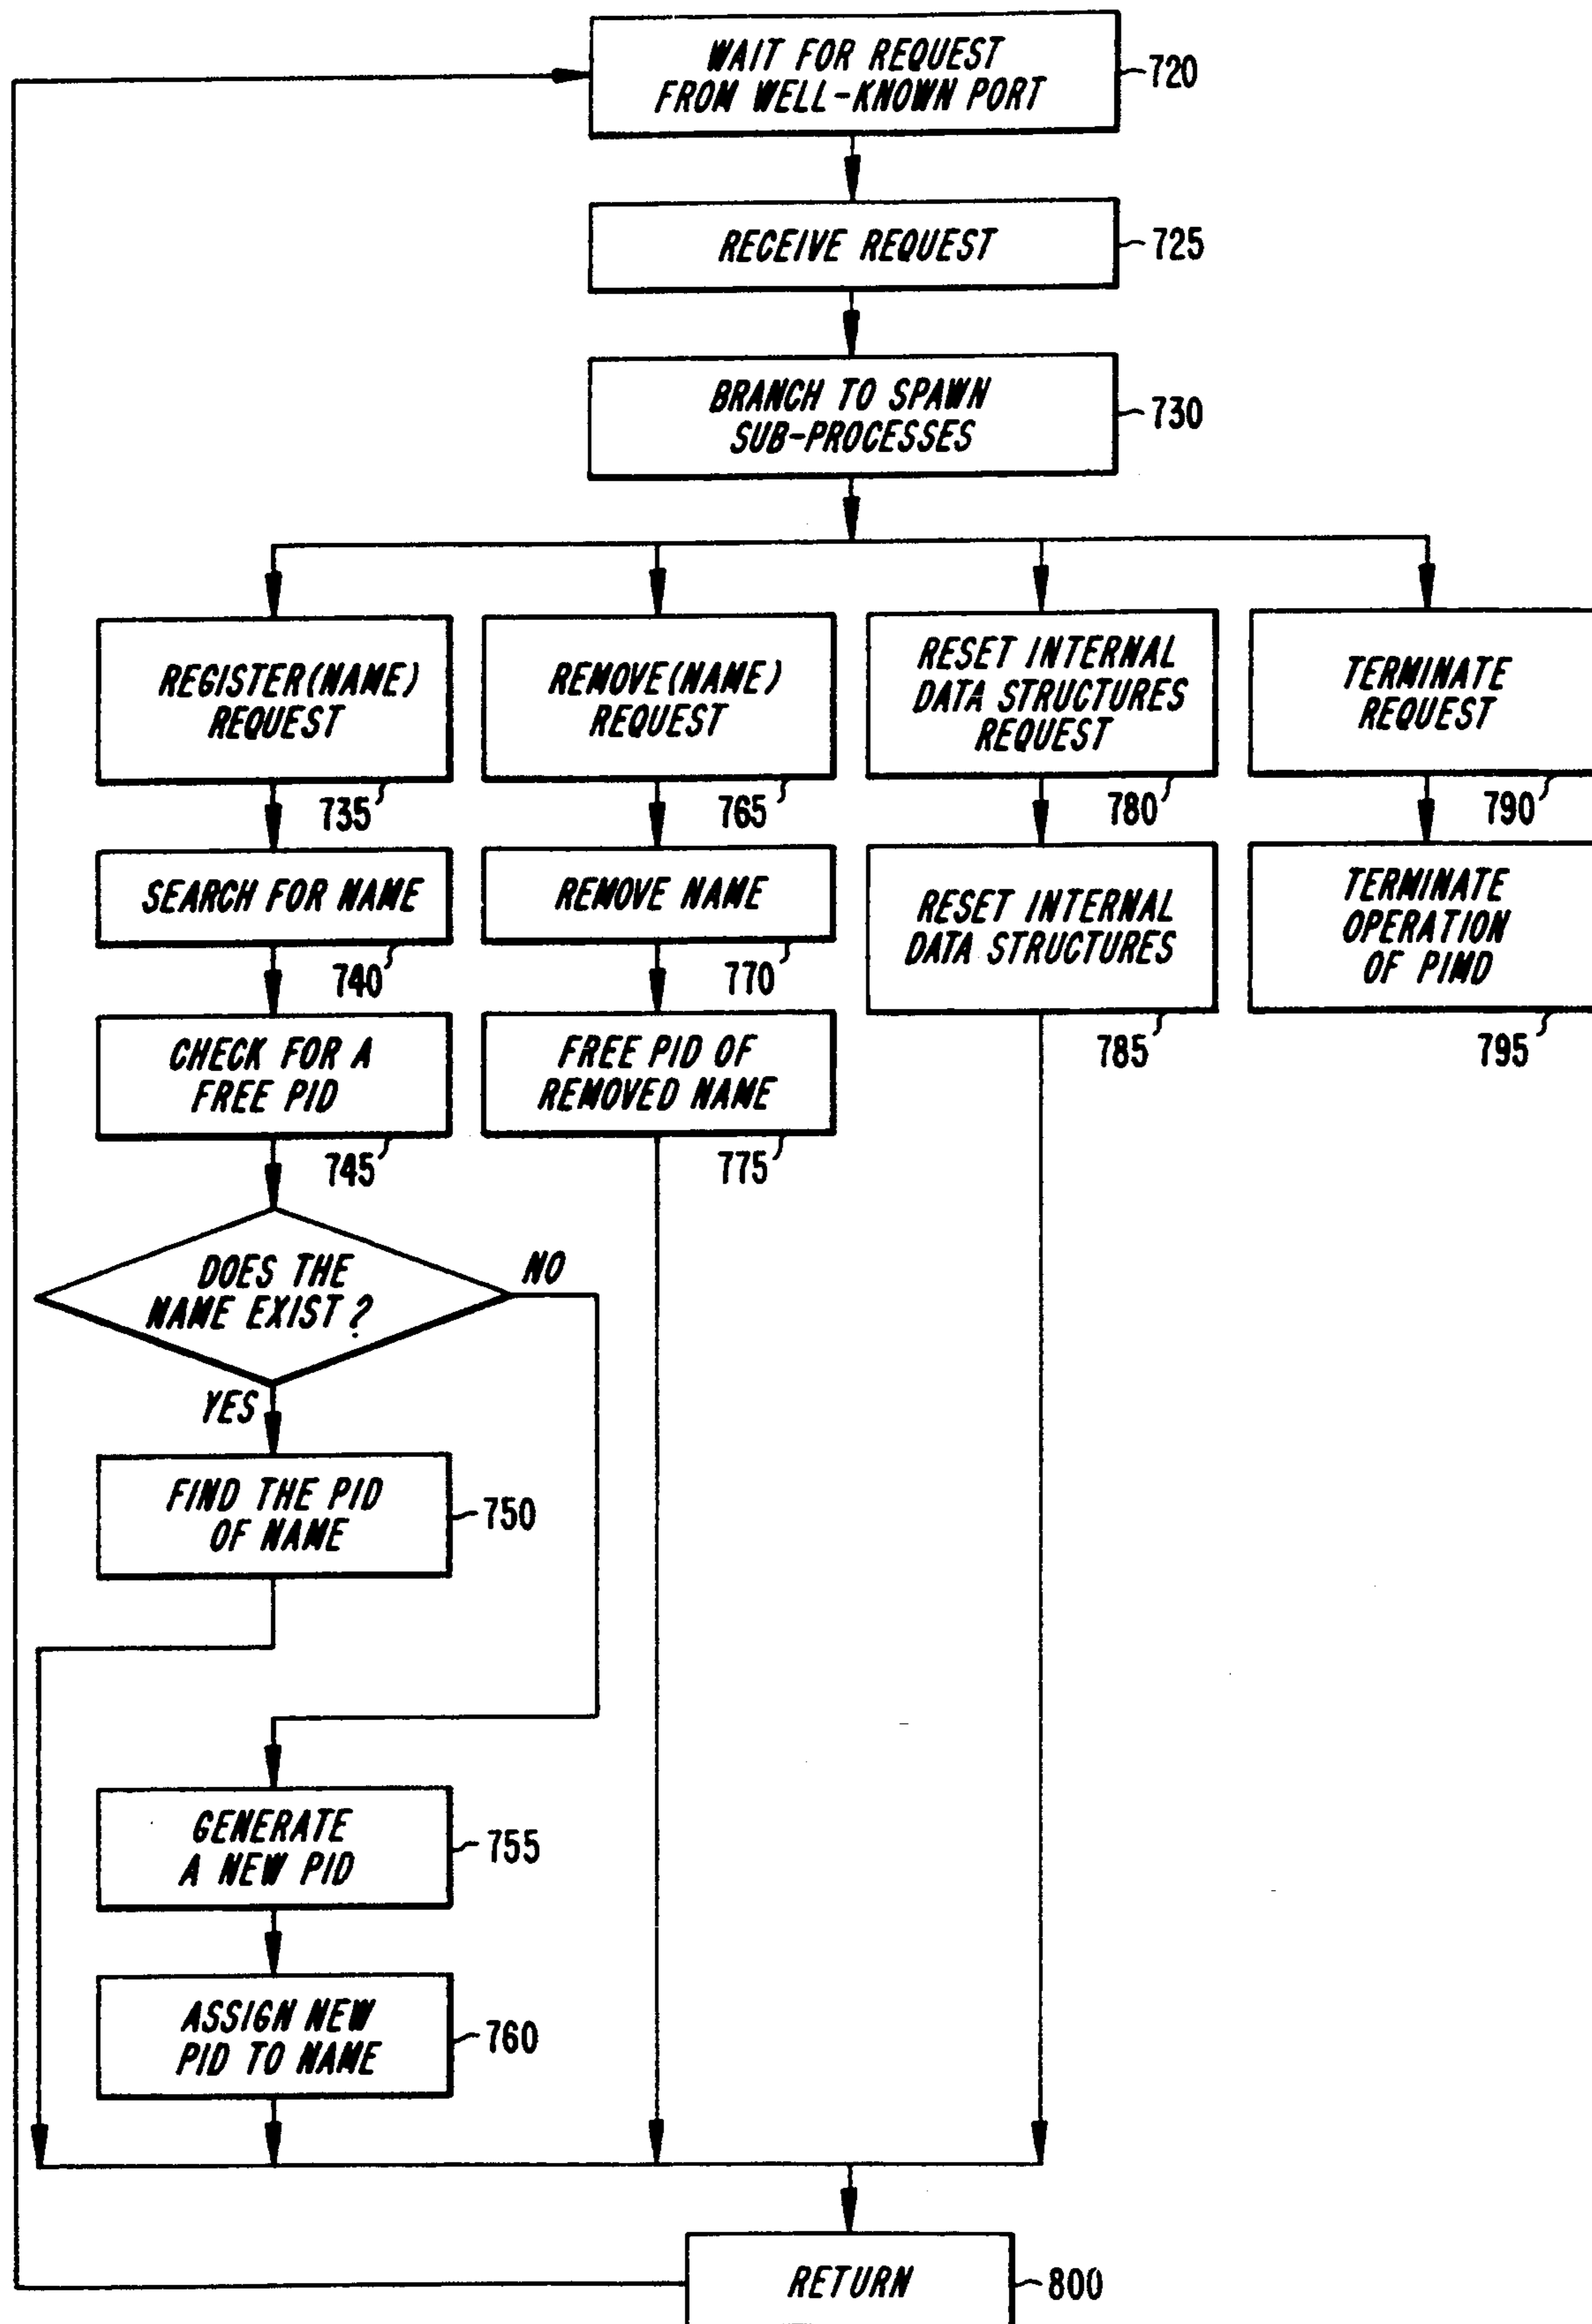 WAIT FOR REQUEST
FROM WELL-KNOWN PORT
720
RECEIVE REQUEST
725
BRANCH TO SPAWN
SUB-PROCESSES
730
REGISTER(NAME)
REQUEST
735
REMOVE(NAME)
REQUEST
765
RESET INTERNAL
DATA STRUCTURES
REQUEST
780
TERMINATE
REQUEST
790
SEARCH FOR NAME
740
REMOVE NAME
770
RESET INTERNAL
DATA STRUCTURES
785
TERMINATE
OPERATION
OF PIMD
795
CHECK FOR A
FREE PID
745
FREE PID OF
REMOVED NAME
775
DOES THE
NAME EXIST?
NO
YES
FIND THE PID
OF NAME
750
GENERATE
A NEW PID
755
ASSIGN NEW
PID TO NAME
760
RETURN
800